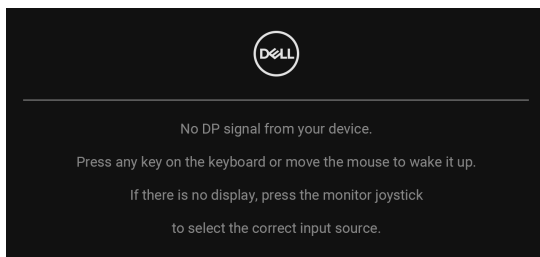 DELL
No DP signal from your device.
Press any key on the keyboard or move the mouse to wake it up.
If there is no display, press the monitor joystick
to select the correct input source.